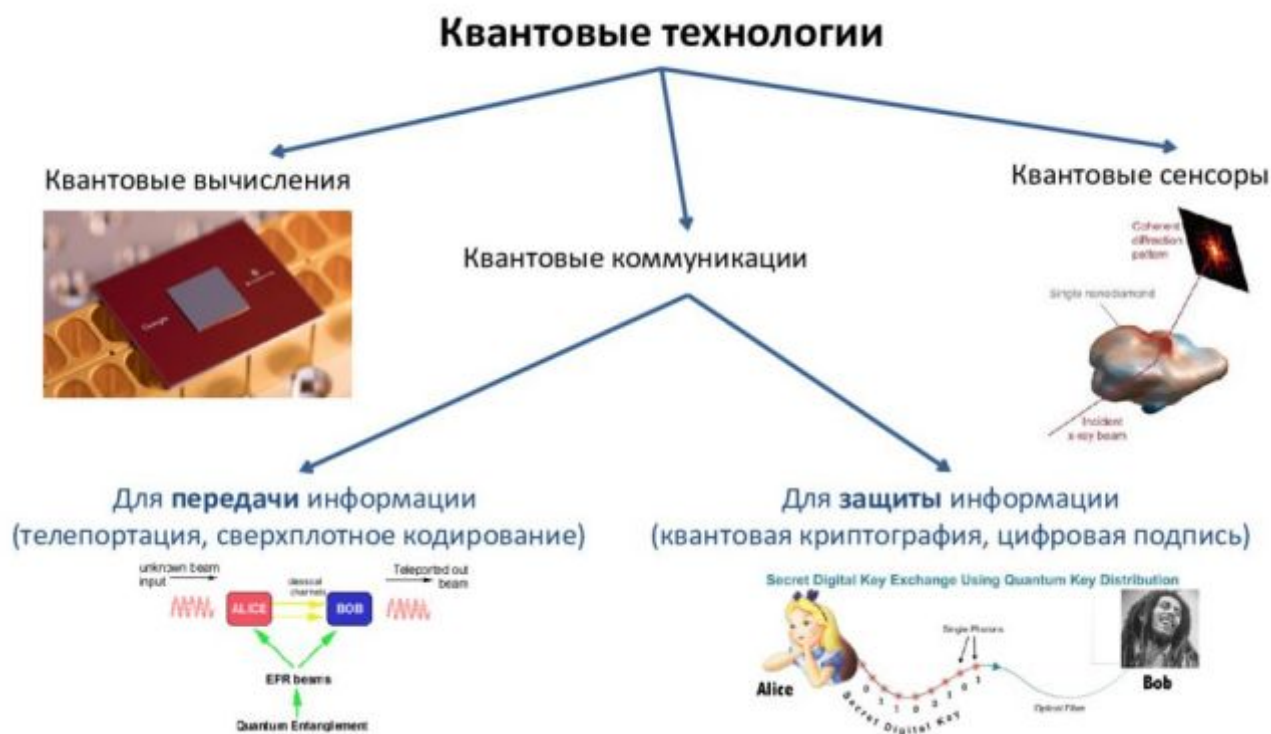 Квантовые технологии
Квантовые вычисления
Квантовые сенсоры
Квантовые коммуникации
Google
Coherent
diffraction
pattern
Single nanodiamond
Incident
x-ray beam
Для передачи информации
(телепортация, сверхплотное кодирование)
unknown beam
input
classical
channels
Teleported out
beam
ALICE
BOB
EPR beams
Quantum Entanglement
Для защиты информации
(квантовая криптография, цифровая подпись)
Secret Digital Key Exchange Using Quantum Key Distribution
Single Photons
Alice
Bob
Secret Digital Key
Optical Fiber